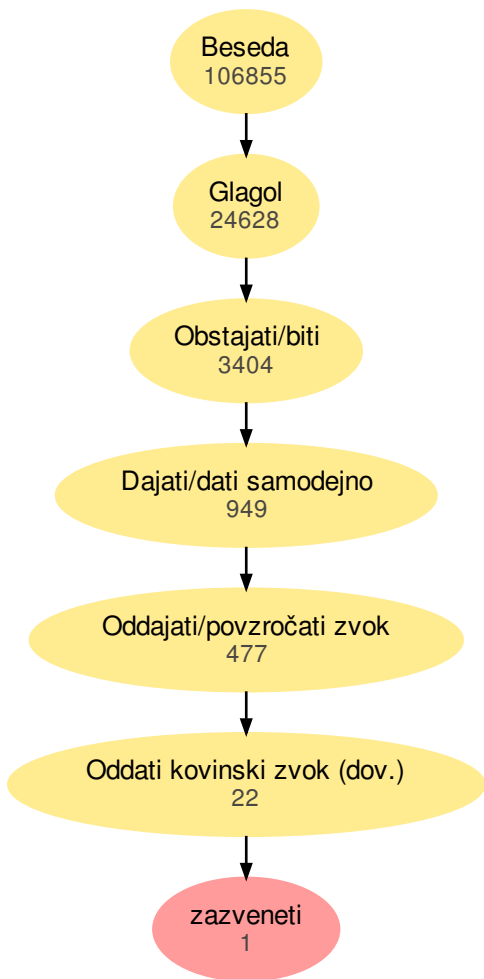 Beseda
106855
Glagol
24628
Obstajati/biti
3404
Dajati/dati samodejno
949
Oddajati/povzročati zvok
477
Oddati kovinski zvok (dov.)
22
zazveneti
1